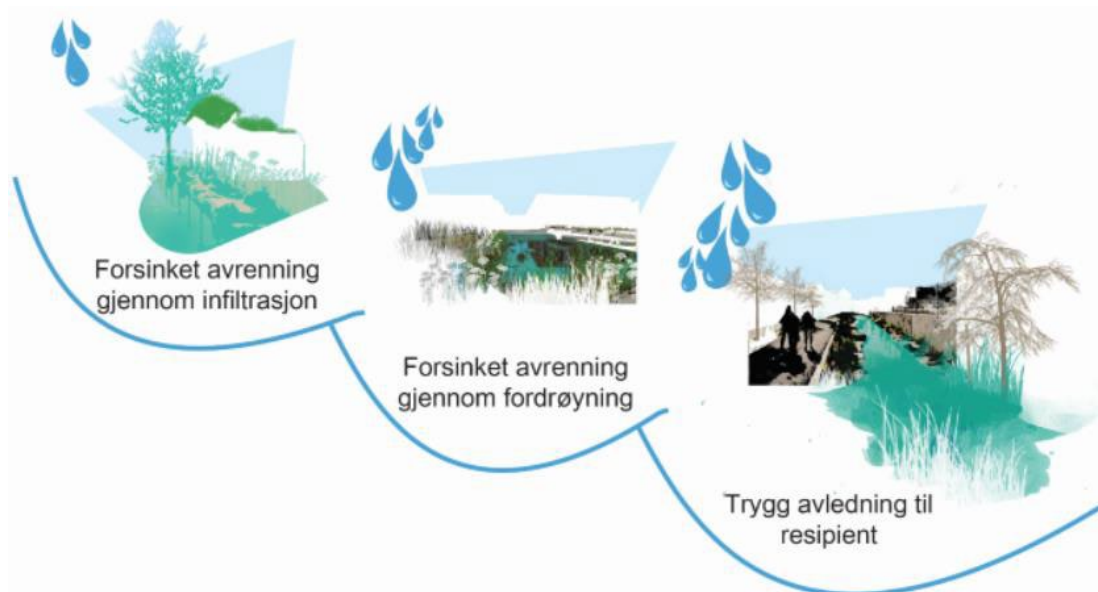 Forsinket avrenning
gjennom infiltrasjon
Forsinket avrenning
gjennom fordrøyning
Trygg avledning til
resipient